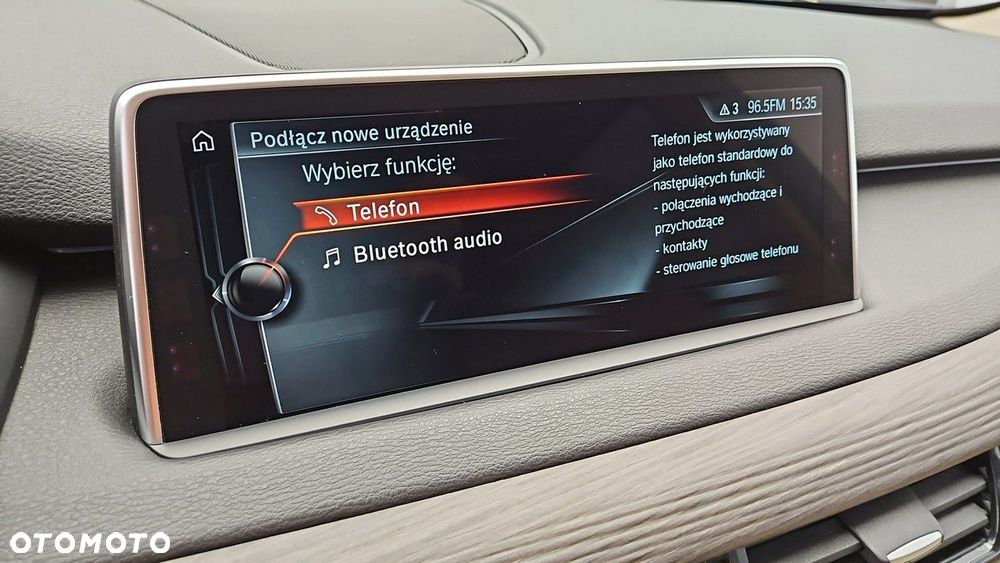 3 96.5FM 15:35
Podłącz nowe urządzenie
Wybierz funkcję:
Telefon
Bluetooth audio
Telefon jest wykorzystywany
jako telefon standardowy do
następujących funkcji:
- połączenia wychodzące i
przychodzące
- kontakty
- sterowanie głosowe telefonu
OTOMOTO